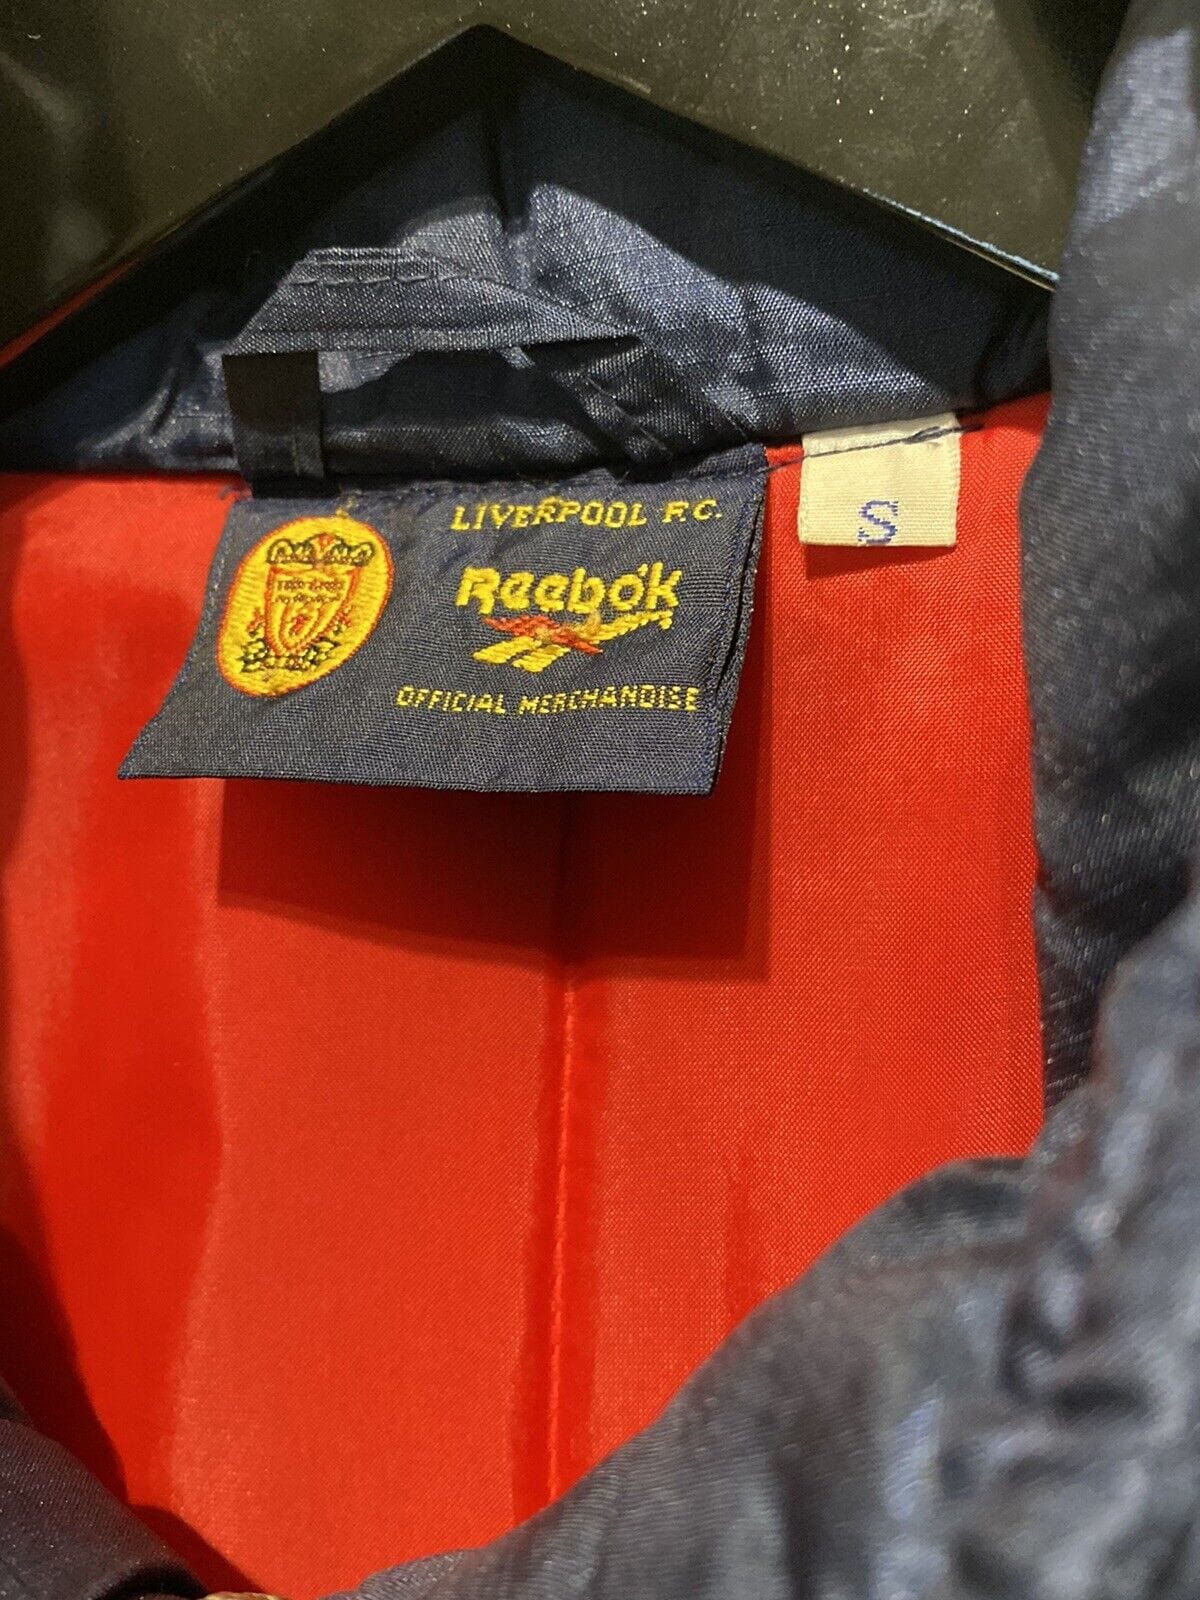 LIVERPOOL F.C.
Reebok
OFFICIAL MERCHANDISE
S